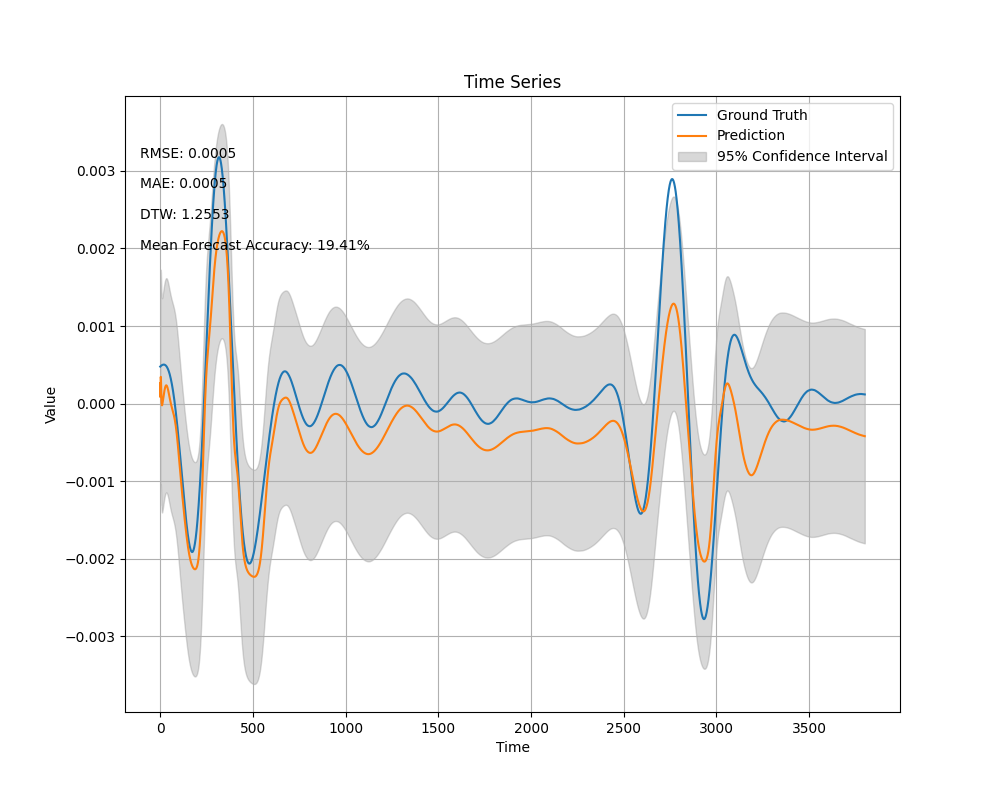 Time Series
Ground Truth
Prediction
95% Confidence Interval
RMSE: 0.0005
MAE: 0.0005
DTW: 1.2553
Mean Forecast Accuracy: 19.41%
Value
0.003
0.002
0.001
0.000
−0.001
−0.002
−0.003
0 500 1000 1500 2000 2500 3000 3500
Time